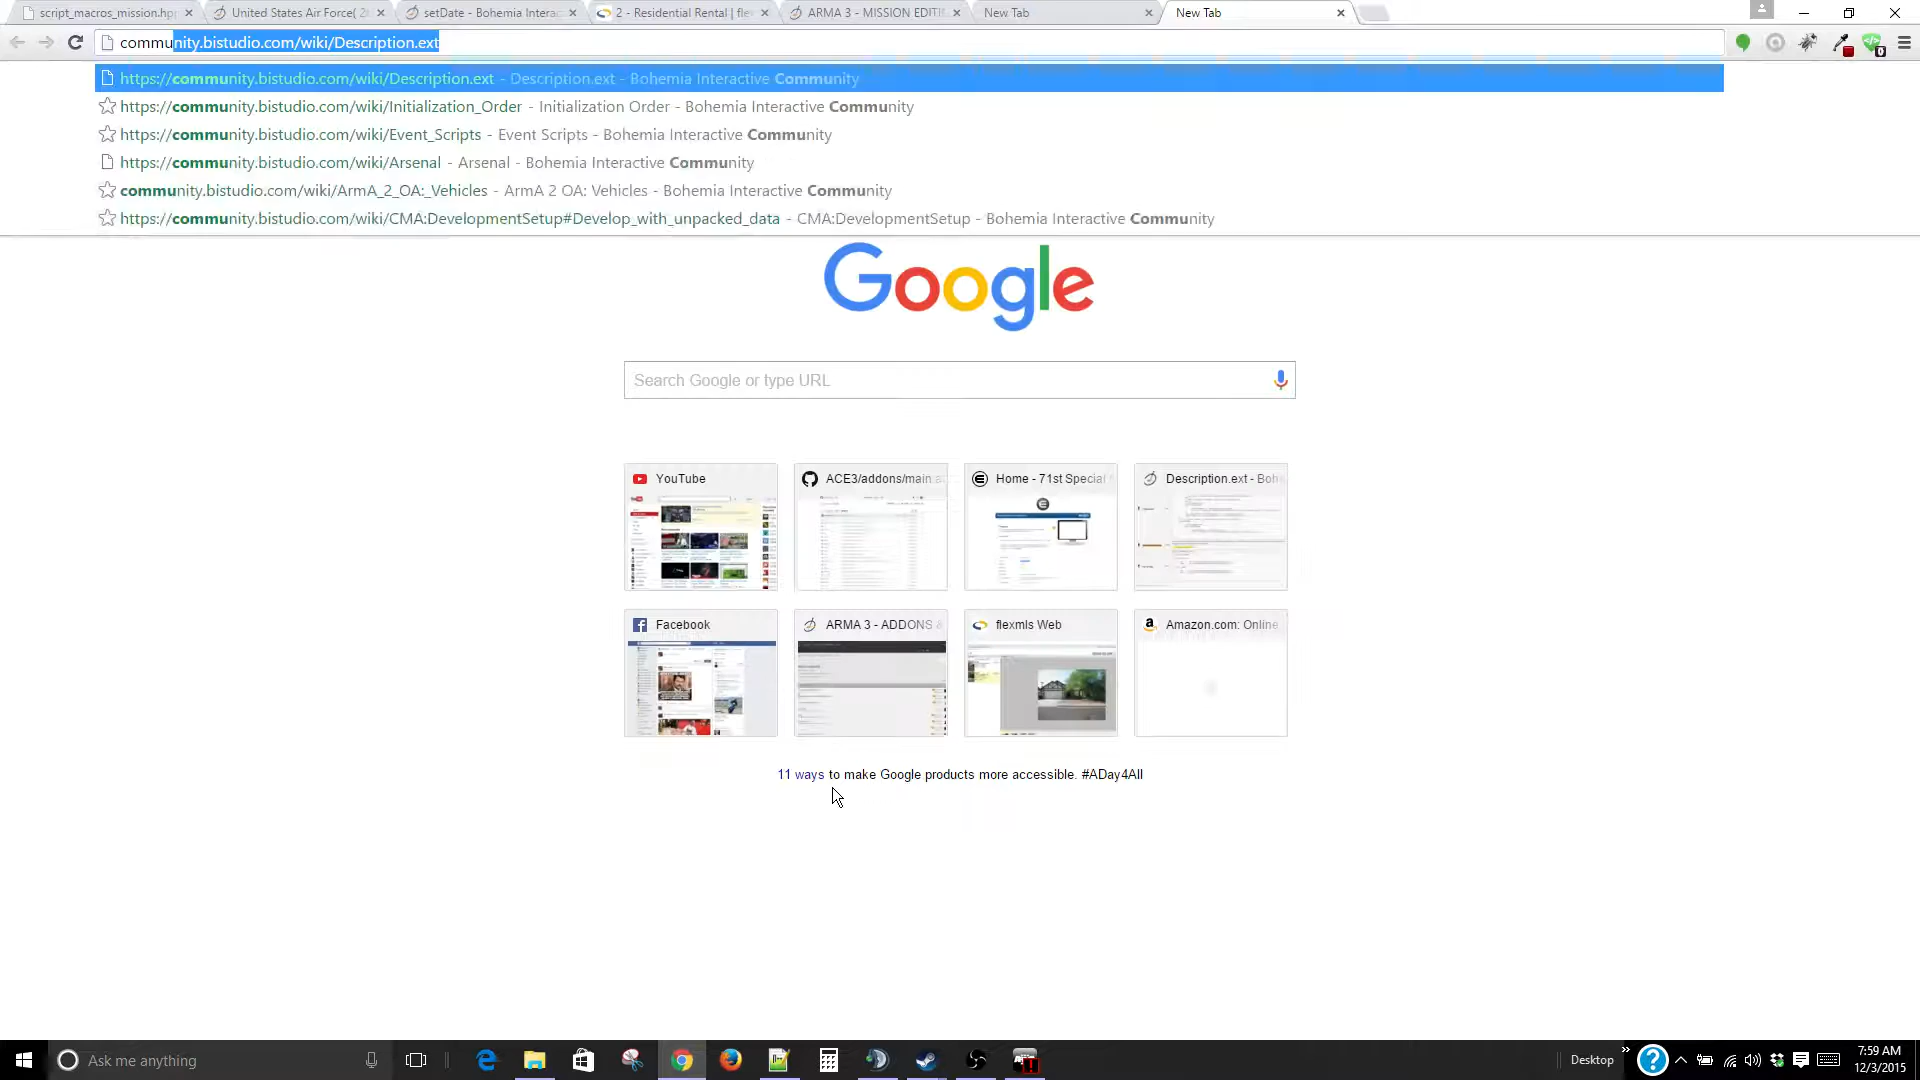 script_macros_mission.hp
United States Air Force( 2
setDate - Bohemia Interac
2 - Residential Rental | fle
ARMA 3 - MISSION EDITI
New Tab
New Tab
community.bistudio.com/wiki/Description.ext
https://community.bistudio.com/wiki/Description.ext - Description.ext - Bohemia Interactive Community
https://community.bistudio.com/wiki/Initialization_Order - Initialization Order - Bohemia Interactive Community
https://community.bistudio.com/wiki/Event_Scripts - Event Scripts - Bohemia Interactive Community
https://community.bistudio.com/wiki/Arsenal - Arsenal - Bohemia Interactive Community
community.bistudio.com/wiki/ArmA_2_OA:_Vehicles - ArmA 2 OA: Vehicles - Bohemia Interactive Community
https://community.bistudio.com/wiki/CMA:DevelopmentSetup#Develop_with_unpacked_data - CMA:DevelopmentSetup - Bohemia Interactive Community
Google
Search Google or type URL
YouTube
ACE3/addons/main.a
Home - 71st Special
Description.ext - Boh
Facebook
ARMA 3 - ADDONS &
flexmls Web
Amazon.com: Online
11 ways to make Google products more accessible. #ADay4All
Ask me anything
Desktop
7:59 AM
12/3/2015